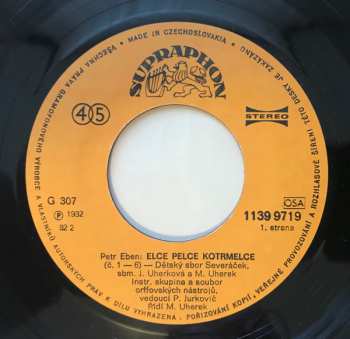 MADE IN CZECHOSLOVAKIA
VŠECHNA PRÁVA GRAMOFONOVÉHO VÝROBCE A VLASTNÍKŮ AUTORSKÝCH PRÁV K DÍLU VYHRAZENA. POŘIZOVÁNÍ KOPIÍ, VEŘEJNÉ PROVOZOVÁNÍ A ROZHLASOVÉ ŠÍŘENÍ TÉTO DESKY JE ZAKÁZÁNO
SUPRAPHON
45
STEREO
G 307
OSA
Ⓟ 1932
1139 9719
82 2
1. strana
Petr Eben: ELCE PELCE KOTRMELCE
(č. 1 – 6) – Dětský sbor Severáček,
sbm. J. Uherková a M. Uherek
Instr. skupina a soubor
orffovských nástrojů,
vedoucí P. Jurkovič
Řídí M. Uherek